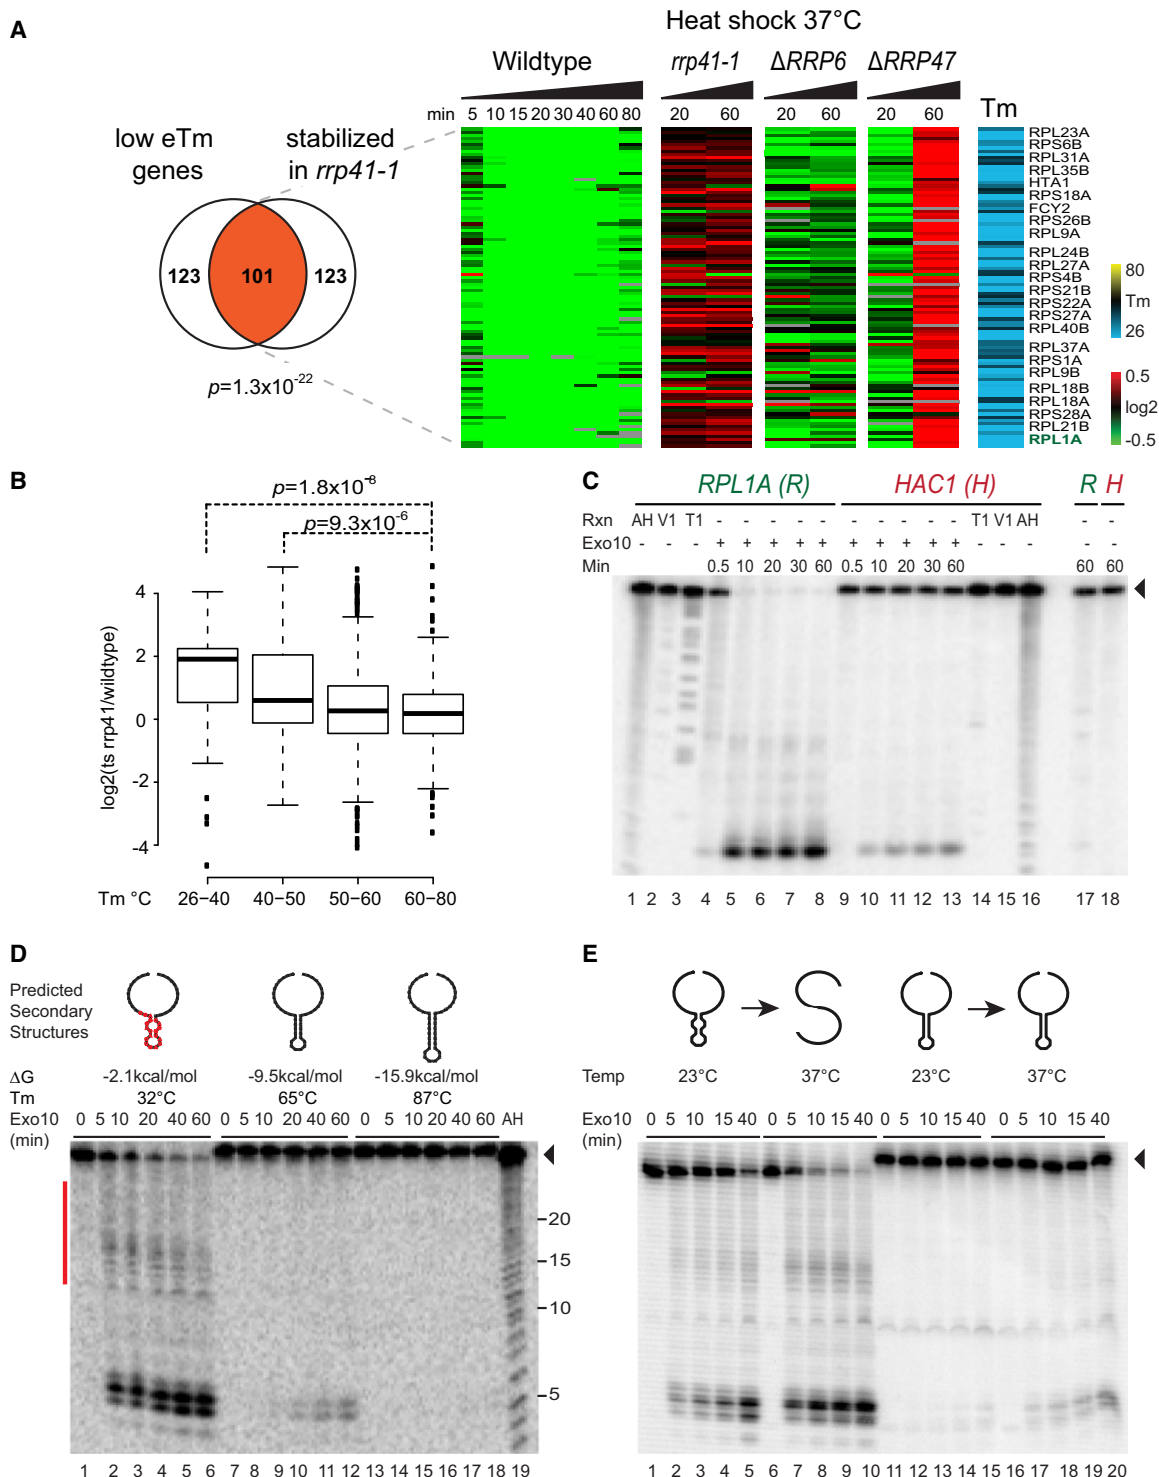 A
Heat shock 37°C
Wildtype
rrp41-1
ΔRRP6
ΔRRP47
min 5 10 15 20 30 40 60 80
20 60
20 60
20 60
Tm
low eTm genes
stabilized in rrp41-1
123
101
123
p=1.3x10-22
RPL23A
RPS6B
RPL31A
RPL35B
HTA1
RPS18A
FCY2
RPS26B
RPL9A
RPL24B
RPL27A
RPS4B
RPS21B
RPS22A
RPS27A
RPL40B
RPL37A
RPS1A
RPL9B
RPL18B
RPL18A
RPS28A
RPL21B
RPL1A
80
Tm
26
0.5
log2
-0.5
B
p=1.8x10-8
p=9.3x10-6
log2(ts rrp41/wildtype)
4
2
0
-2
-4
Tm °C 26−40 40−50 50−60 60−80
C
RPL1A (R) HAC1 (H) R H
Rxn AH V1 T1 - - - - - - - - - - T1 V1 AH - -
Exo10 - - - + + + + + + + + + + - - - - -
Min 0.5 10 20 30 60 0.5 10 20 30 60 60 60
1 2 3 4 5 6 7 8 9 10 11 12 13 14 15 16 17 18
D
Predicted
Secondary
Structures
ΔG -2.1kcal/mol -9.5kcal/mol -15.9kcal/mol
Tm 32°C 65°C 87°C
Exo10 0 5 10 20 40 60 0 5 10 20 40 60 0 5 10 20 40 60 AH
(min)
20
15
10
5
1 2 3 4 5 6 7 8 9 10 11 12 13 14 15 16 17 18 19
E
Temp 23°C 37°C 23°C 37°C
Exo10 0 5 10 15 40 0 5 10 15 40 0 5 10 15 40 0 5 10 15 40
(min)
1 2 3 4 5 6 7 8 9 10 11 12 13 14 15 16 17 18 19 20